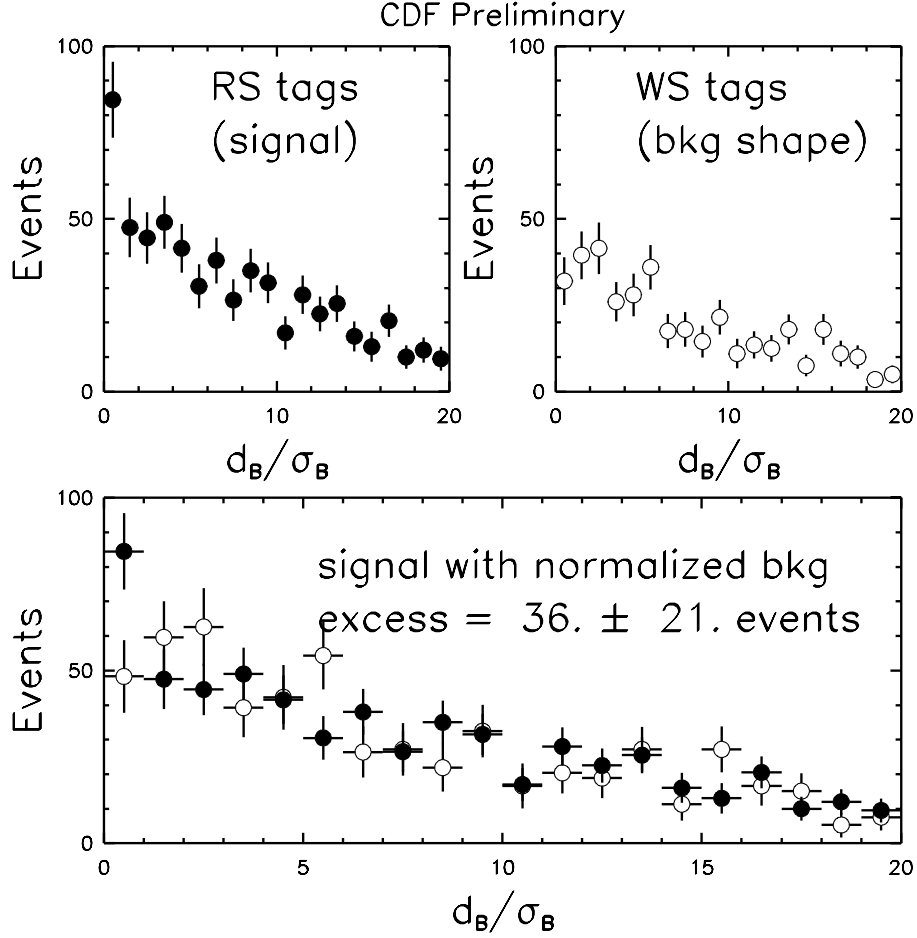 CDF Preliminary
100
50
0
Events
RS tags
(signal)
0 10 20
d_B/σ_B
100
50
0
Events
WS tags
(bkg shape)
0 10 20
d_B/σ_B
100
50
0
Events
signal with normalized bkg
excess = 36. ± 21. events
0 5 10 15 20
d_B/σ_B